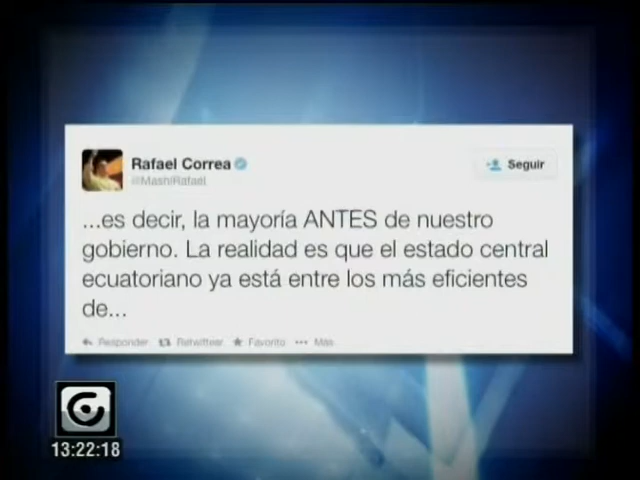 Rafael Correa
@MashiRafael
Seguir
...es decir, la mayoría ANTES de nuestro
gobierno. La realidad es que el estado central
ecuatoriano ya está entre los más eficientes
de...
Responder Retwittear Favorito Más
13:22:18